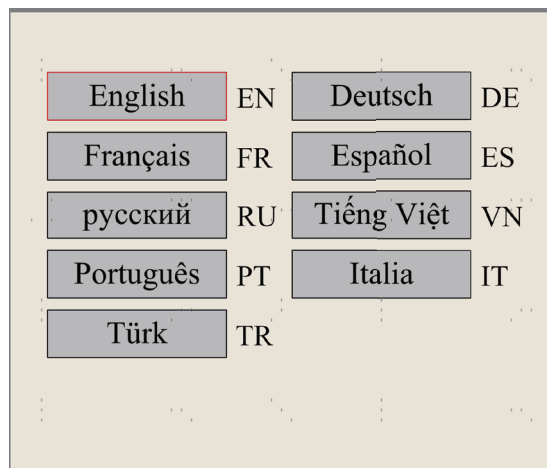 English EN Deutsch DE
Français FR Español ES
русский RU Tiếng Việt VN
Português PT Italia IT
Türk TR